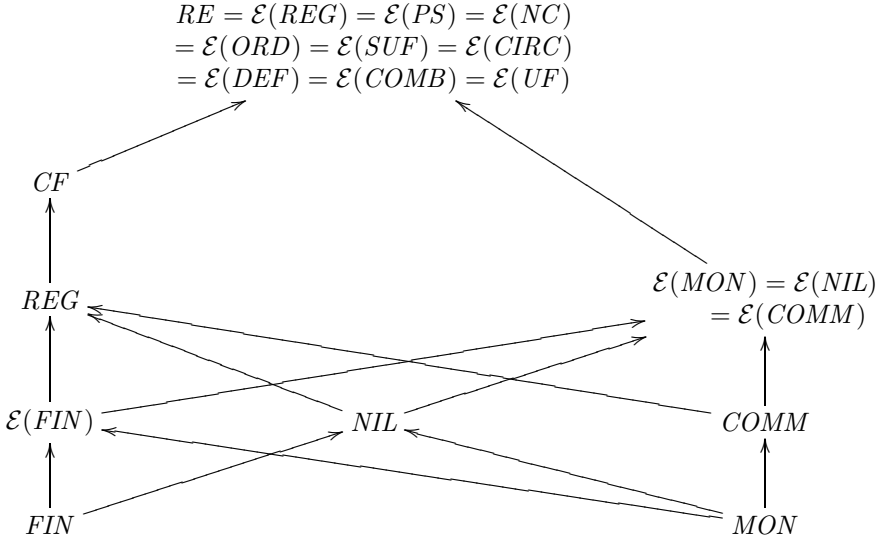 RE = ℰ(REG) = ℰ(PS) = ℰ(NC)
= ℰ(ORD) = ℰ(SUF) = ℰ(CIRC)
= ℰ(DEF) = ℰ(COMB) = ℰ(UF)
CF
REG
ℰ(MON) = ℰ(NIL)
= ℰ(COMM)
ℰ(FIN)
NIL
COMM
FIN
MON